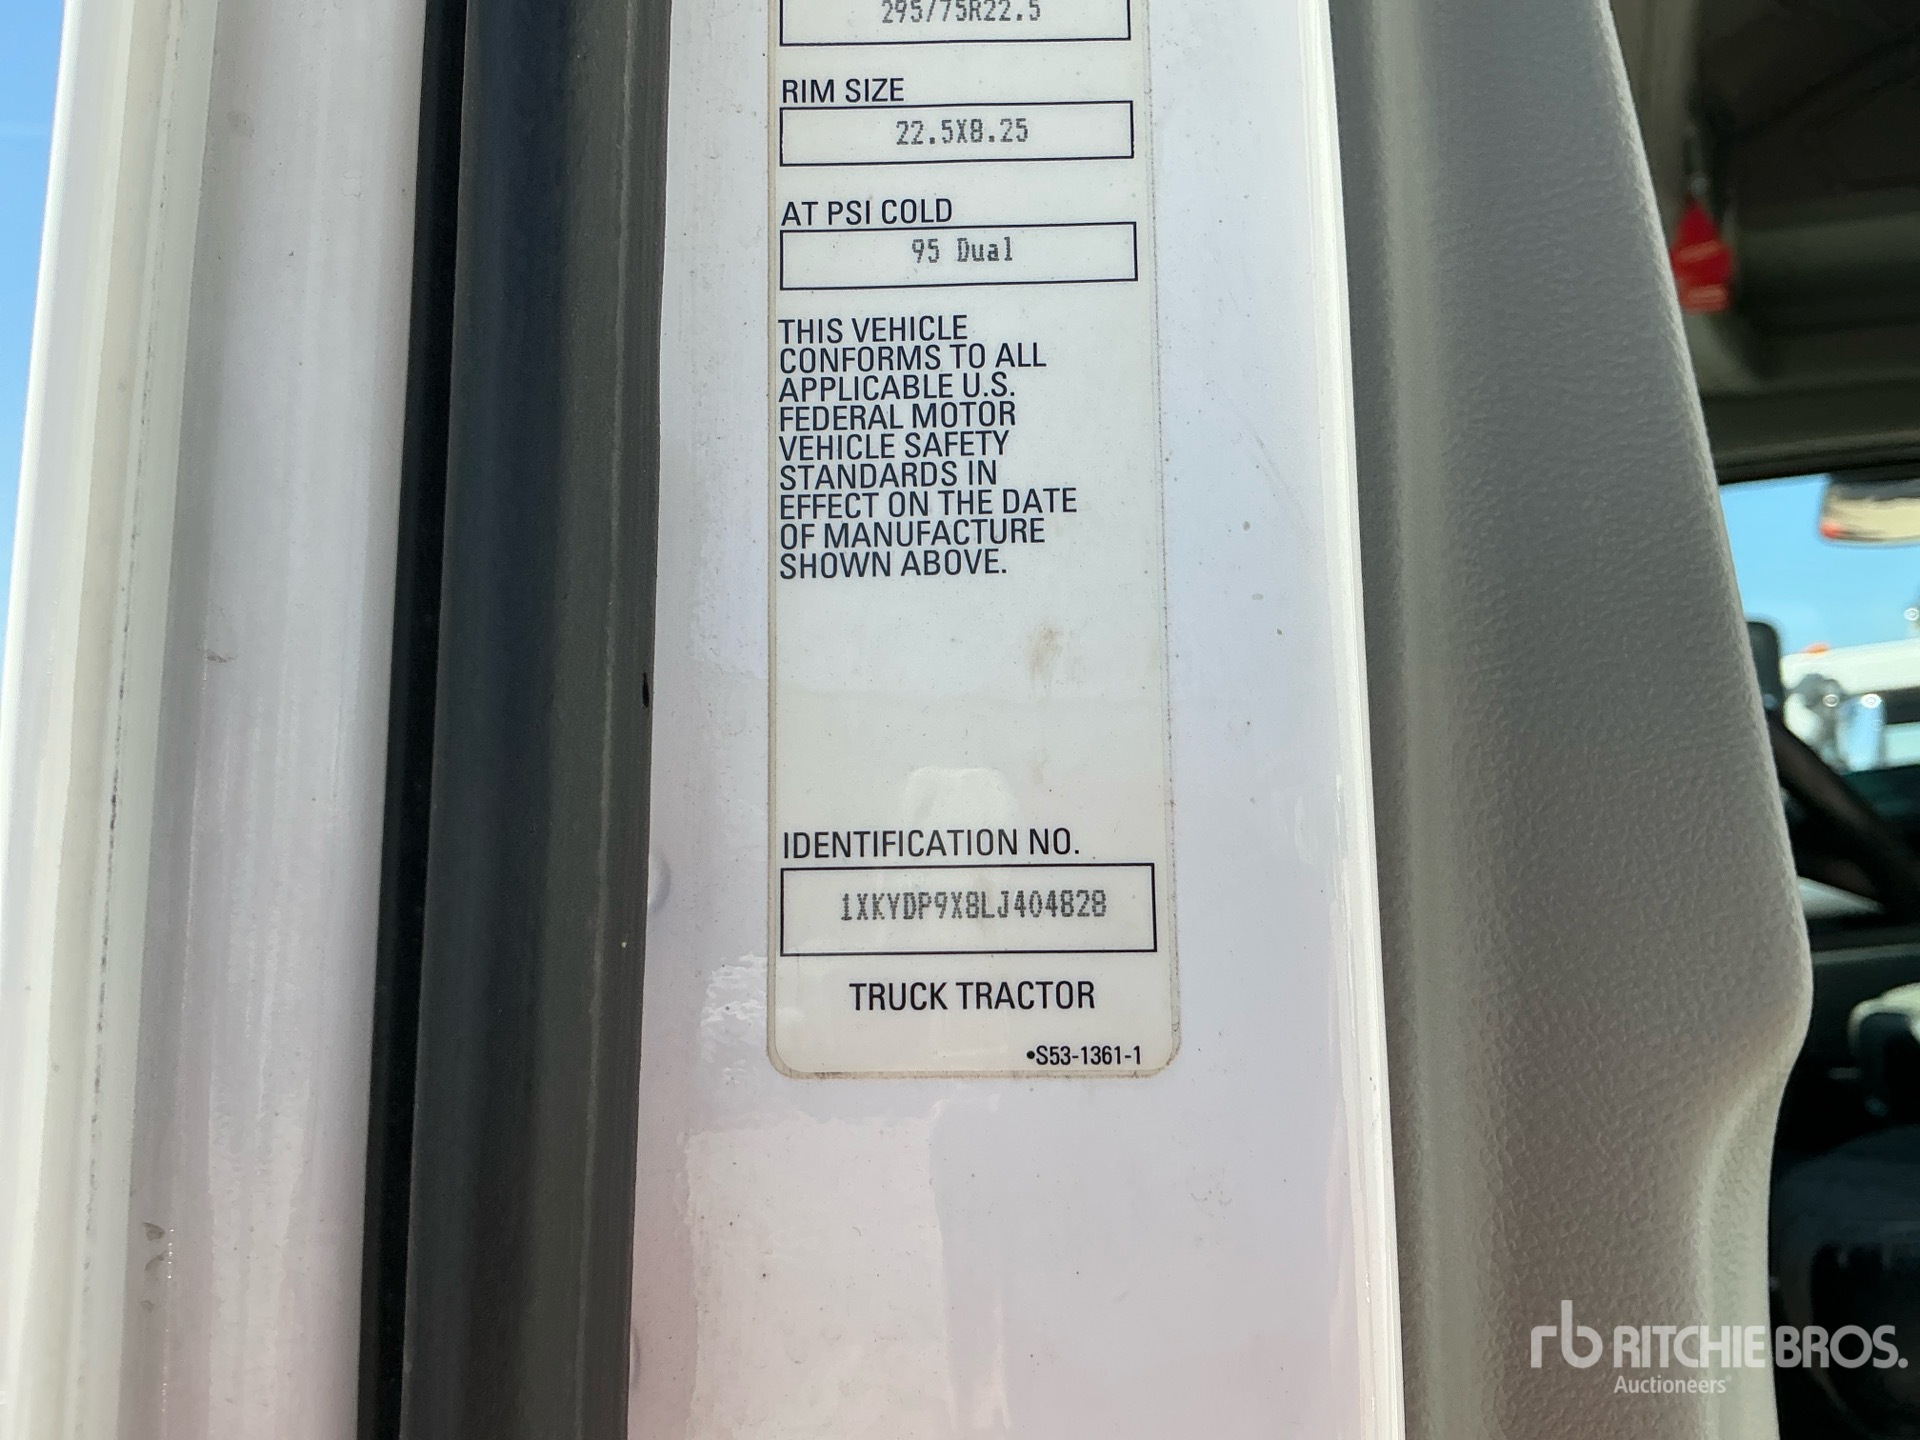 295/75R22.5
RIM SIZE
22.5X8.25
AT PSI COLD
95 Dual
THIS VEHICLE
CONFORMS TO ALL
APPLICABLE U.S.
FEDERAL MOTOR
VEHICLE SAFETY
STANDARDS IN
EFFECT ON THE DATE
OF MANUFACTURE
SHOWN ABOVE.
IDENTIFICATION NO.
1XKYDP9X8LJ404828
TRUCK TRACTOR
•S53-1361-1
rb RITCHIE BROS.
Auctioneers